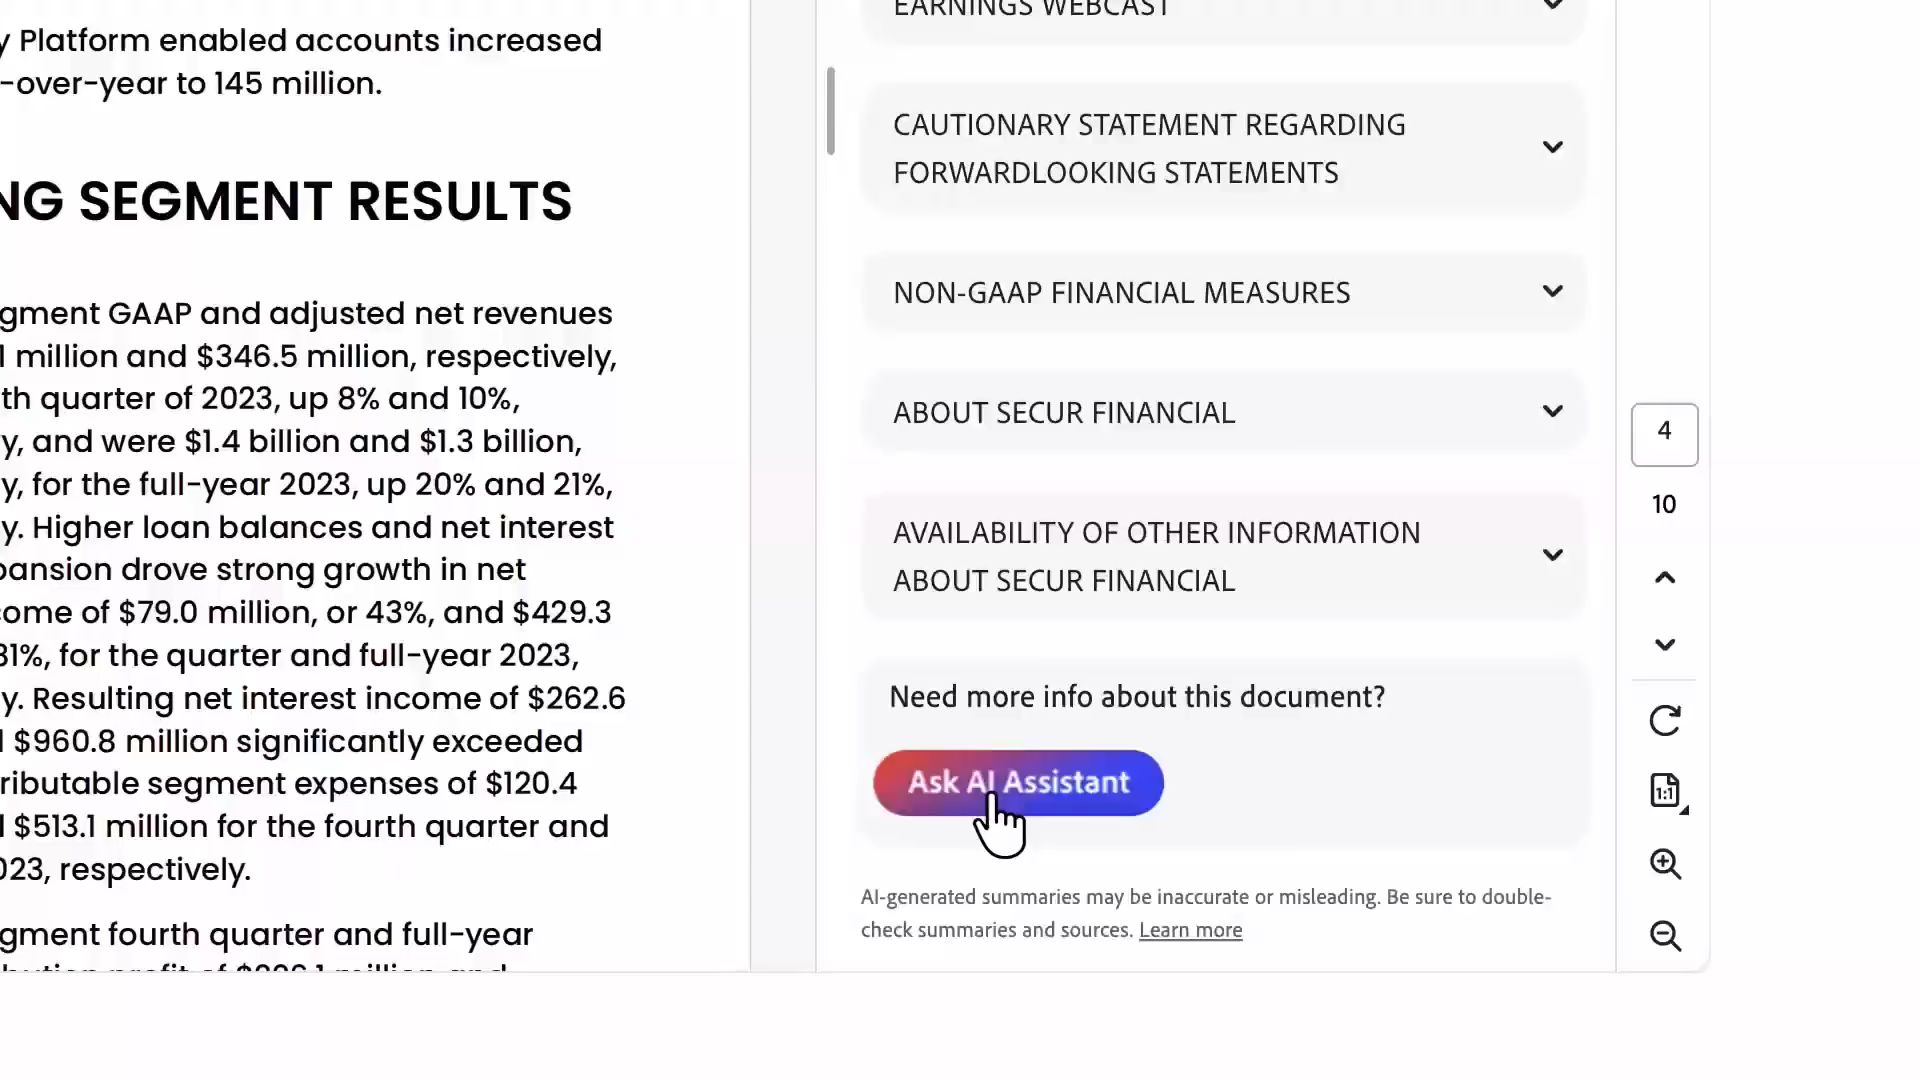 Platform enabled accounts increased
-over-year to 145 million.
NG SEGMENT RESULTS
gment GAAP and adjusted net revenues
1 million and $346.5 million, respectively,
th quarter of 2023, up 8% and 10%,
y, and were $1.4 billion and $1.3 billion,
y, for the full-year 2023, up 20% and 21%,
y. Higher loan balances and net interest
pansion drove strong growth in net
come of $79.0 million, or 43%, and $429.3
31%, for the quarter and full-year 2023,
y. Resulting net interest income of $262.6
$960.8 million significantly exceeded
ributable segment expenses of $120.4
$513.1 million for the fourth quarter and
023, respectively.
gment fourth quarter and full-year
EARNINGS WEBCAST
CAUTIONARY STATEMENT REGARDING
FORWARDLOOKING STATEMENTS
NON-GAAP FINANCIAL MEASURES
ABOUT SECUR FINANCIAL
AVAILABILITY OF OTHER INFORMATION
ABOUT SECUR FINANCIAL
Need more info about this document?
Ask AI Assistant
AI-generated summaries may be inaccurate or misleading. Be sure to double-
check summaries and sources. Learn more
4
10
1:1